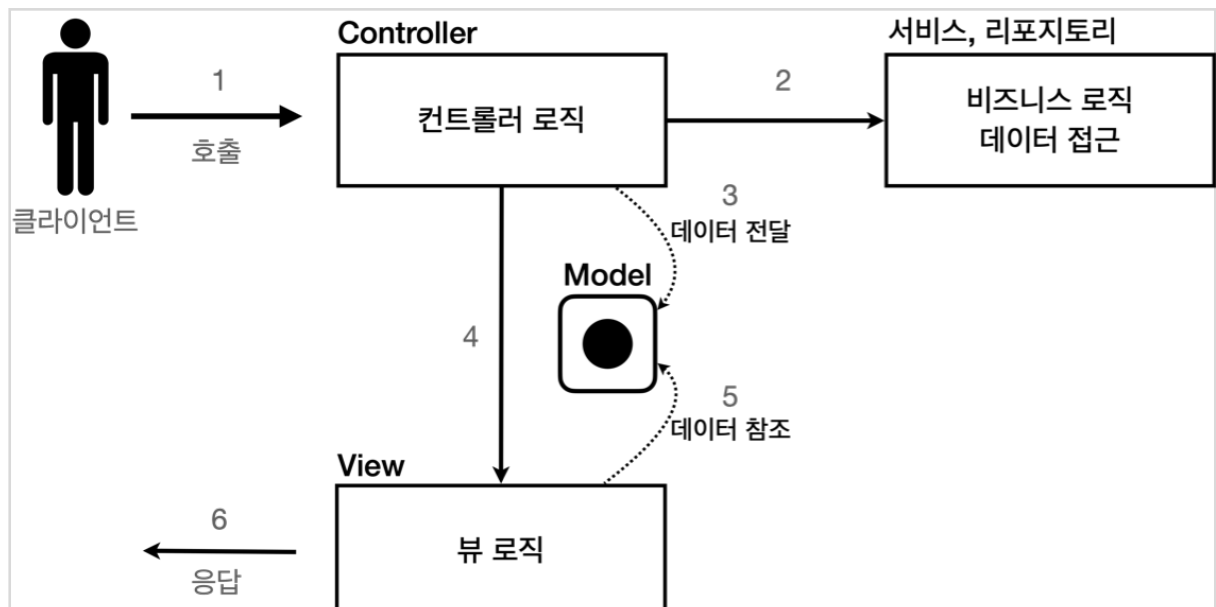 Controller
서비스, 리포지토리
1
호출
컨트롤러 로직
2
비즈니스 로직
데이터 접근
클라이언트
3
데이터 전달
Model
4
5
데이터 참조
View
6
응답
뷰 로직